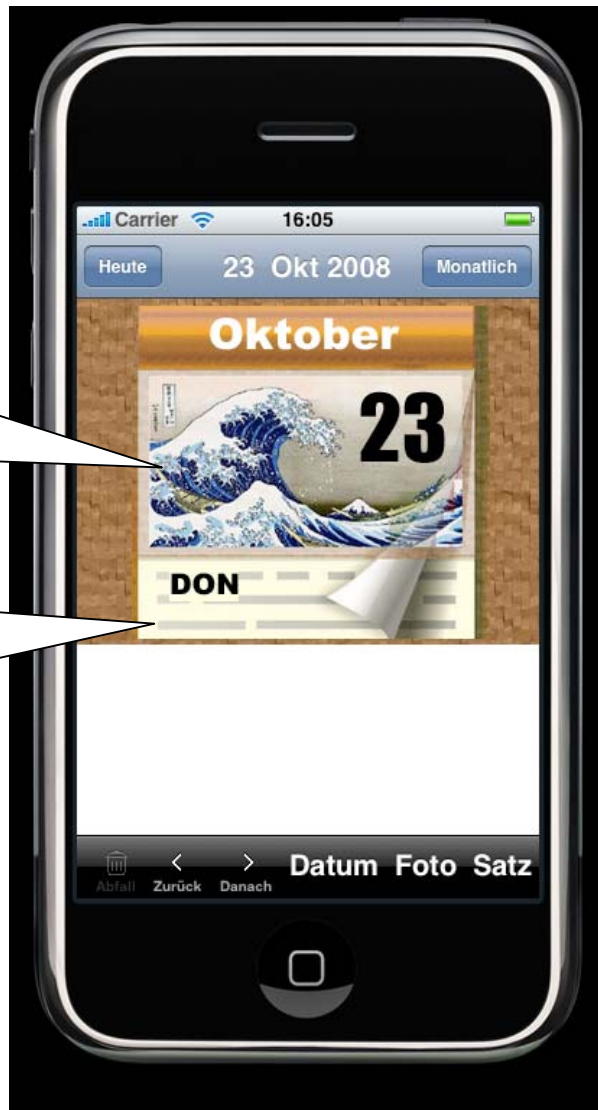 Carrier 16:05
Heute 23 Okt 2008 Monatlich
Oktober
23
DON
Abfall Zurück Danach Datum Foto Satz